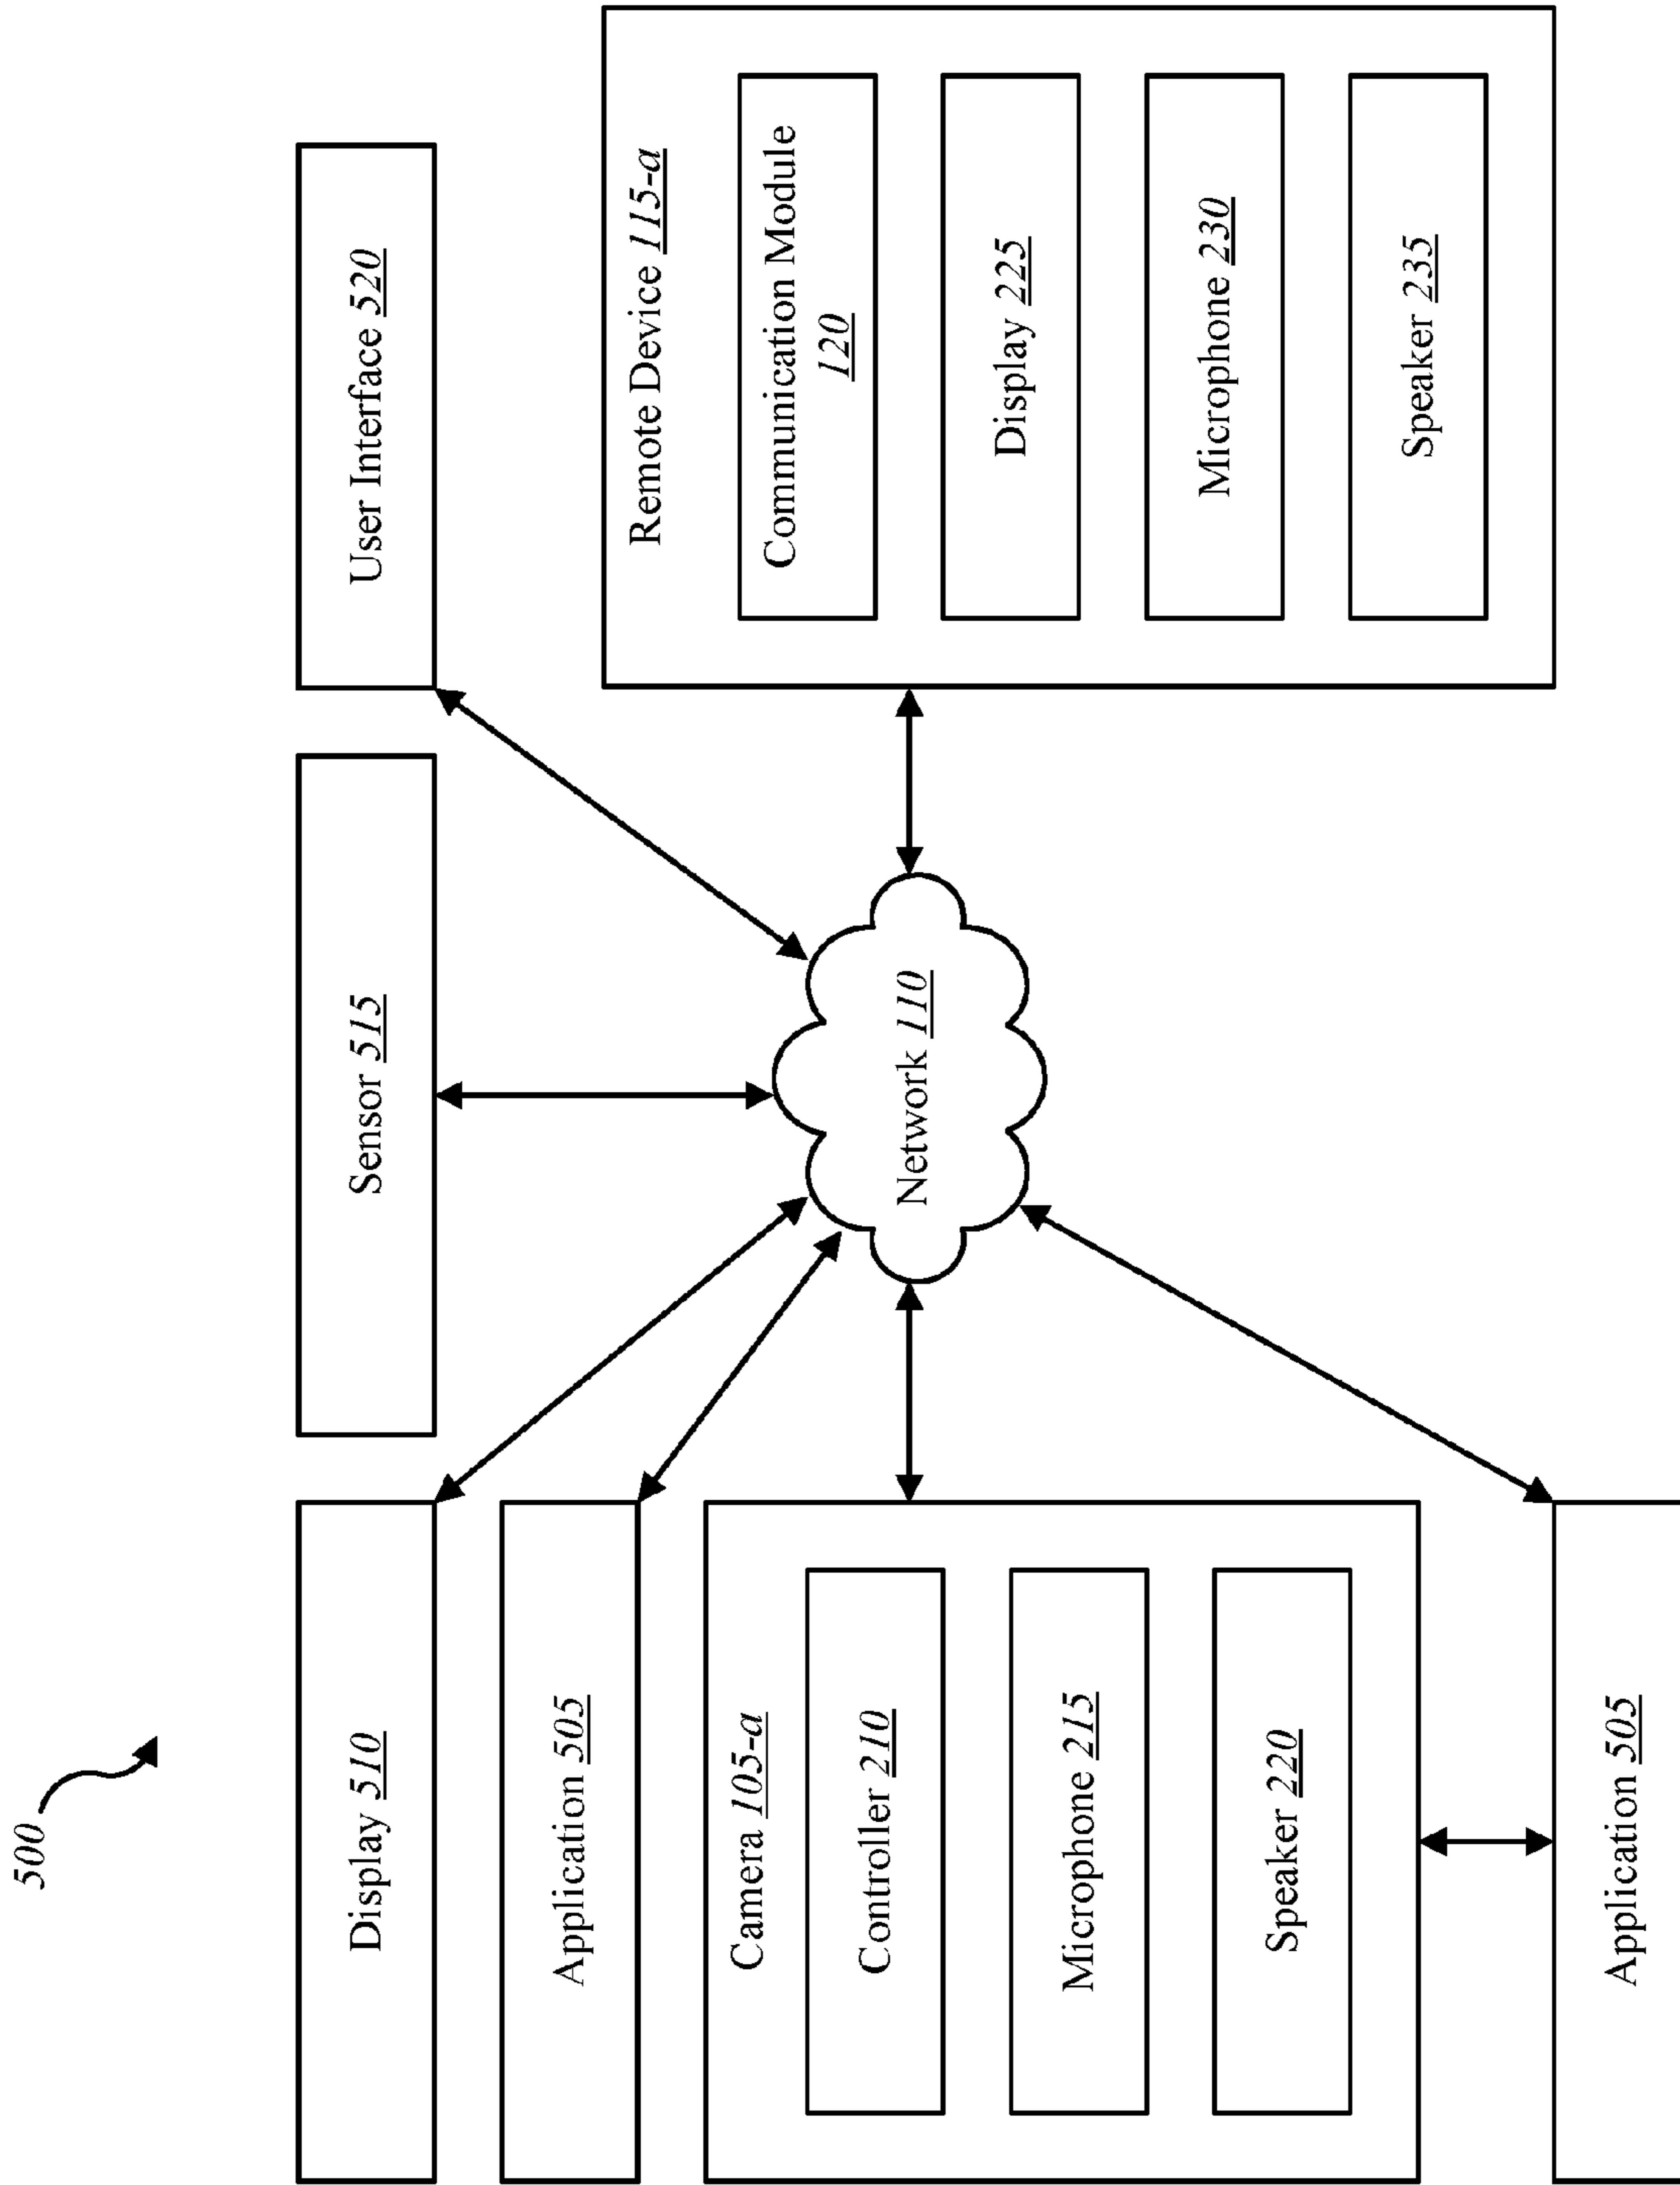 500
Display 510
Sensor 515
User Interface 520
Application 505
Camera 105-a
Controller 210
Microphone 215
Speaker 220
Network 110
Remote Device 115-a
Communication Module
120
Display 225
Microphone 230
Speaker 235
Application 505